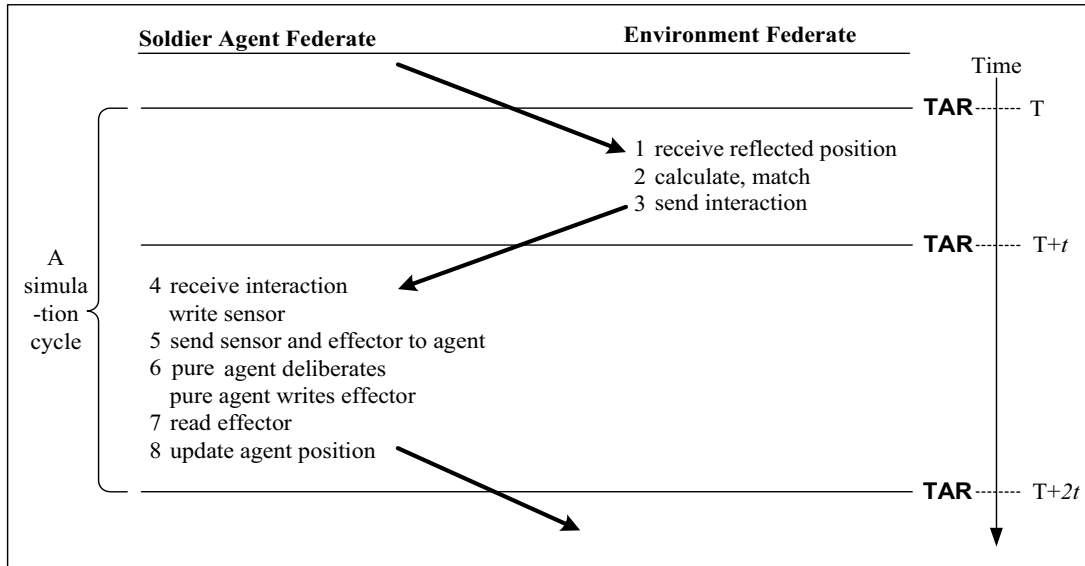 Soldier Agent Federate
Environment Federate
Time
TAR
T
1 receive reflected position
2 calculate, match
3 send interaction
TAR
T+t
A
simula
-tion
cycle
4 receive interaction
write sensor
5 send sensor and effector to agent
6 pure agent deliberates
pure agent writes effector
7 read effector
8 update agent position
TAR
T+2t